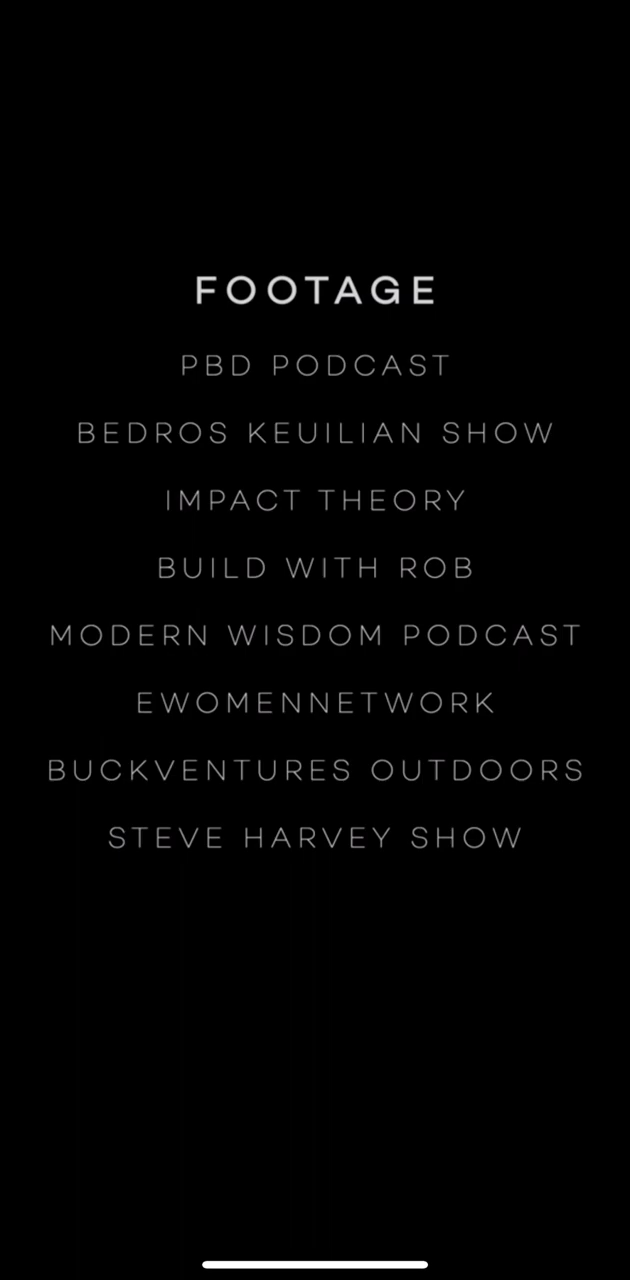 FOOTAGE
PBD PODCAST
BEDROS KEUILIAN SHOW
IMPACT THEORY
BUILD WITH ROB
MODERN WISDOM PODCAST
EWOMENNETWORK
BUCKVENTURES OUTDOORS
STEVE HARVEY SHOW